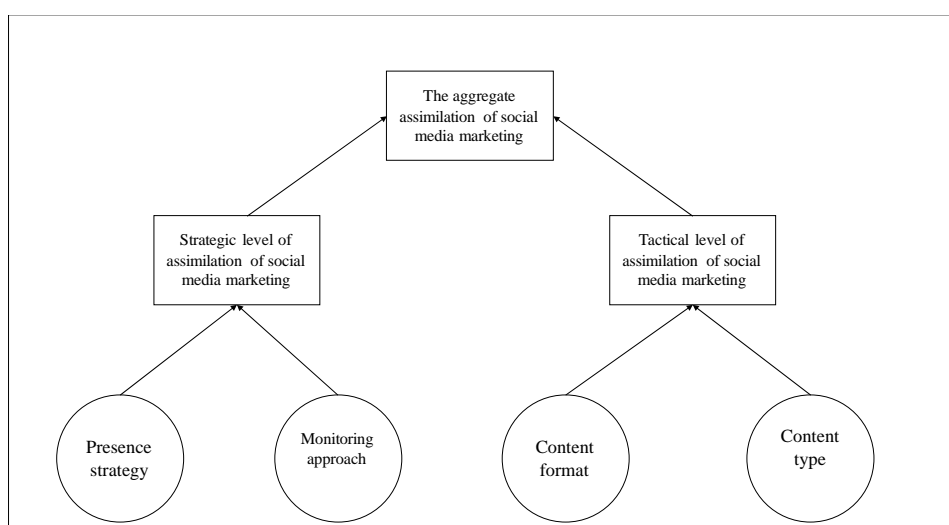 The aggregate
assimilation of social
media marketing
Strategic level of
assimilation of social
media marketing
Tactical level of
assimilation of social
media marketing
Presence
strategy
Monitoring
approach
Content
format
Content
type